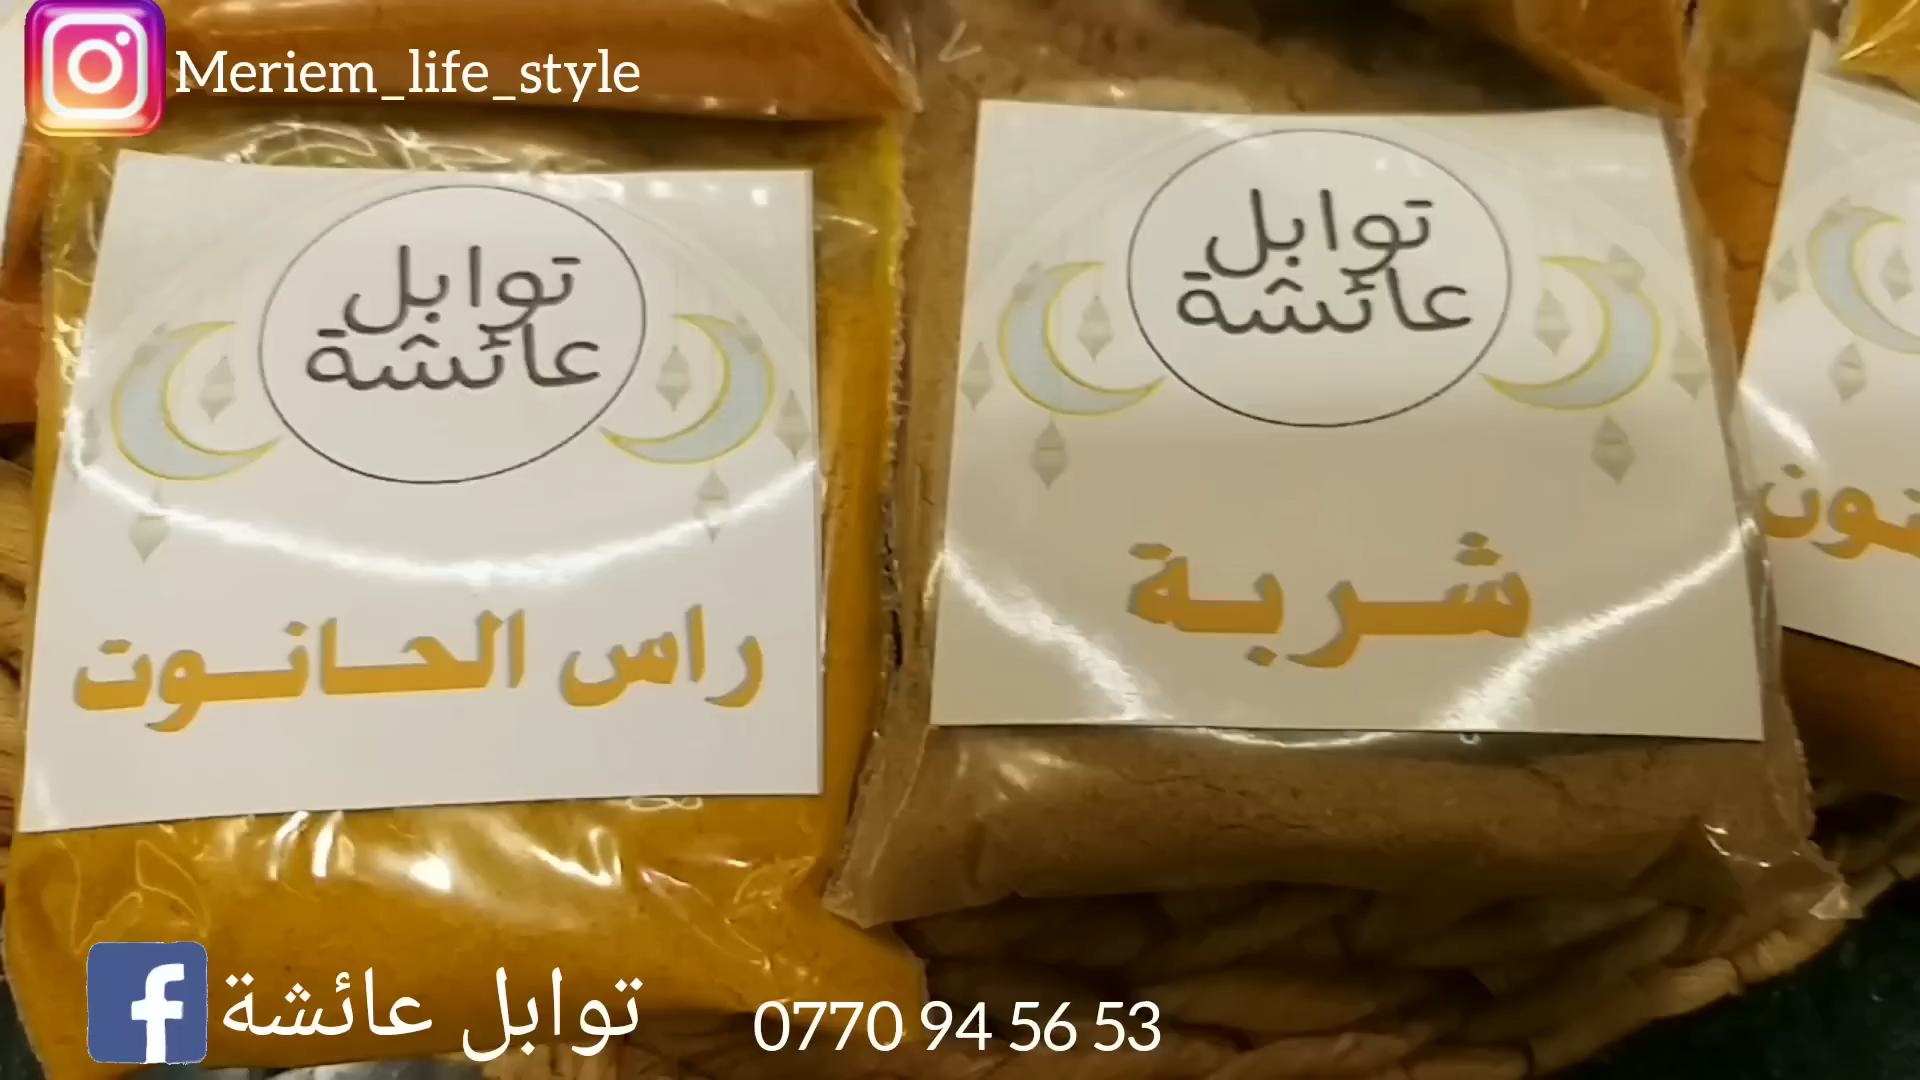 Meriem_life_style
توابل
عائشة
راس الحانوت
توابل
عائشة
شربة
توابل عائشة
0770 94 56 53